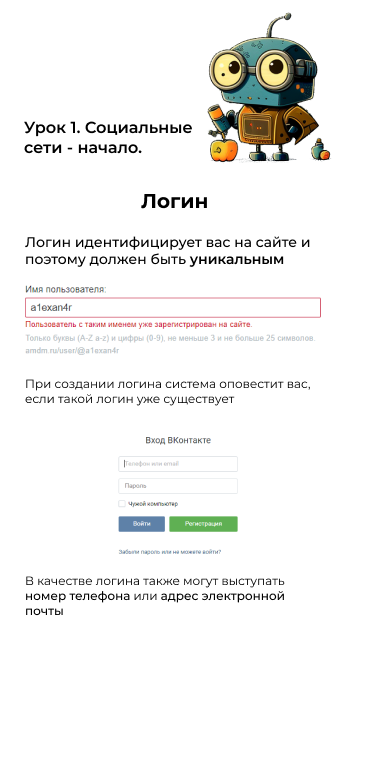 Урок 1. Социальные
сети - начало.
Логин
Логин идентифицирует вас на сайте и
поэтому должен быть уникальным
Имя пользователя:
a1exan4r
Пользователь с таким именем уже зарегистрирован на сайте.
Только буквы (A-Z a-z) и цифры (0-9), не меньше 3 и не больше 25 символов.
amdm.ru/user/@a1exan4r
При создании логина система оповестит вас,
если такой логин уже существует
Вход ВКонтакте
Телефон или email
Пароль
Чужой компьютер
Войти Регистрация
Забыли пароль или не можете войти?
В качестве логина также могут выступать
номер телефона или адрес электронной
почты